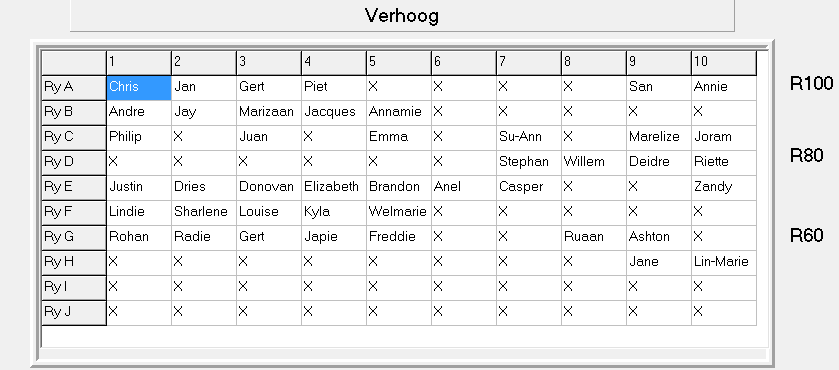 Verhoog
1 2 3 4 5 6 7 8 9 10
Ry A Chris Jan Gert Piet X X X X San Annie R100
Ry B Andre Jay Marizaan Jacques Annamie X X X X X
Ry C Philip X Juan X Emma X Su-Ann X Marelize Joram
Ry D X X X X X X Stephan Willem Deidre Riette R80
Ry E Justin Dries Donovan Elizabeth Brandon Anel Casper X X Zandy
Ry F Lindie Sharlene Louise Kyla Welmarie X X X X X
Ry G Rohan Radie Gert Japie Freddie X X Ruaan Ashton X R60
Ry H X X X X X X X X Jane Lin-Marie
Ry I X X X X X X X X X X
Ry J X X X X X X X X X X